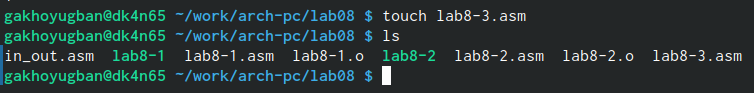 gakhoyugban@dk4n65 ~/work/arch-pc/lab08 $ touch lab8-3.asm
gakhoyugban@dk4n65 ~/work/arch-pc/lab08 $ ls
in_out.asm lab8-1 lab8-1.asm lab8-1.o lab8-2 lab8-2.asm lab8-2.o lab8-3.asm
gakhoyugban@dk4n65 ~/work/arch-pc/lab08 $